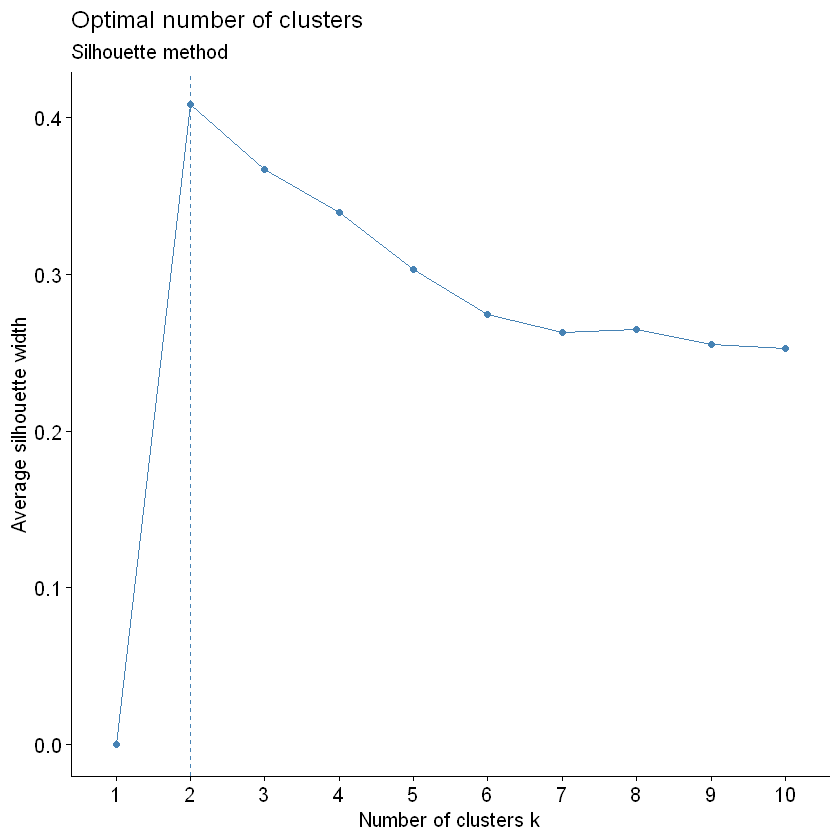 Optimal number of clusters
Silhouette method
Average silhouette width
0.4
0.3
0.2
0.1
0.0
1 2 3 4 5 6 7 8 9 10
Number of clusters k